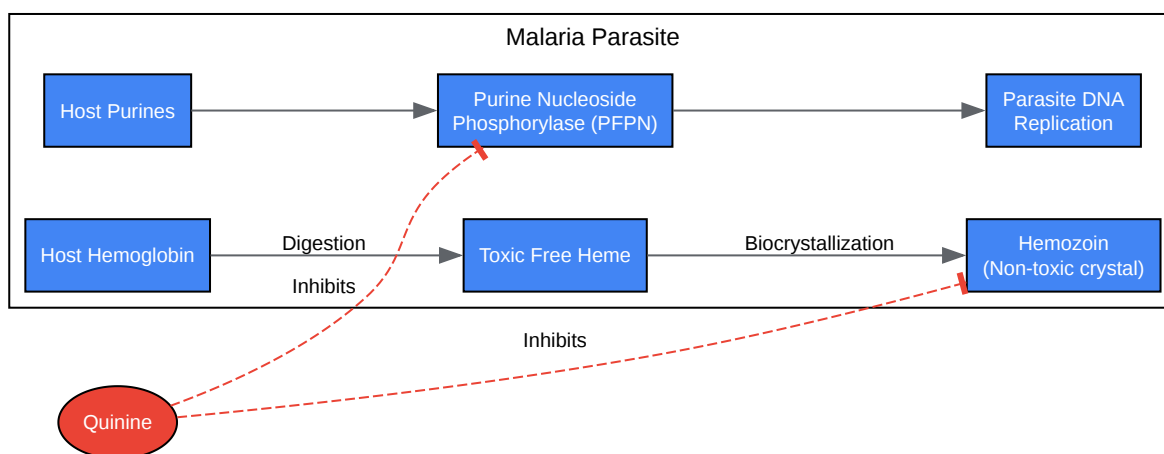 Malaria Parasite
Host Purines
Purine Nucleoside
Phosphorylase (PFPN)
Parasite DNA
Replication
Host Hemoglobin
Digestion
Toxic Free Heme
Biocrystallization
Hemozoin
(Non-toxic crystal)
Inhibits
Inhibits
Quinine